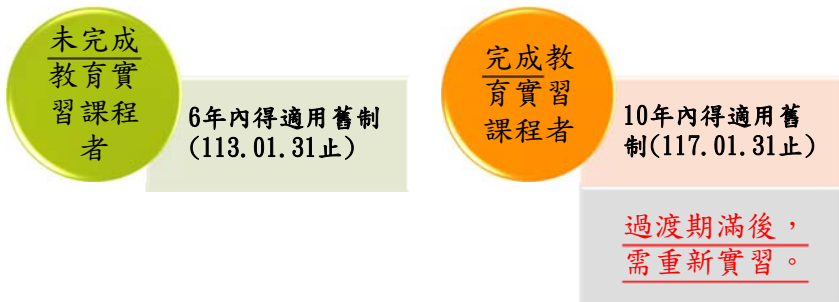 未完成
教育實
習課程
者
6年內得適用舊制
(113.01.31止)
完成教
育實習
課程者
10年內得適用舊
制(117.01.31止)
過渡期滿後，
需重新實習。